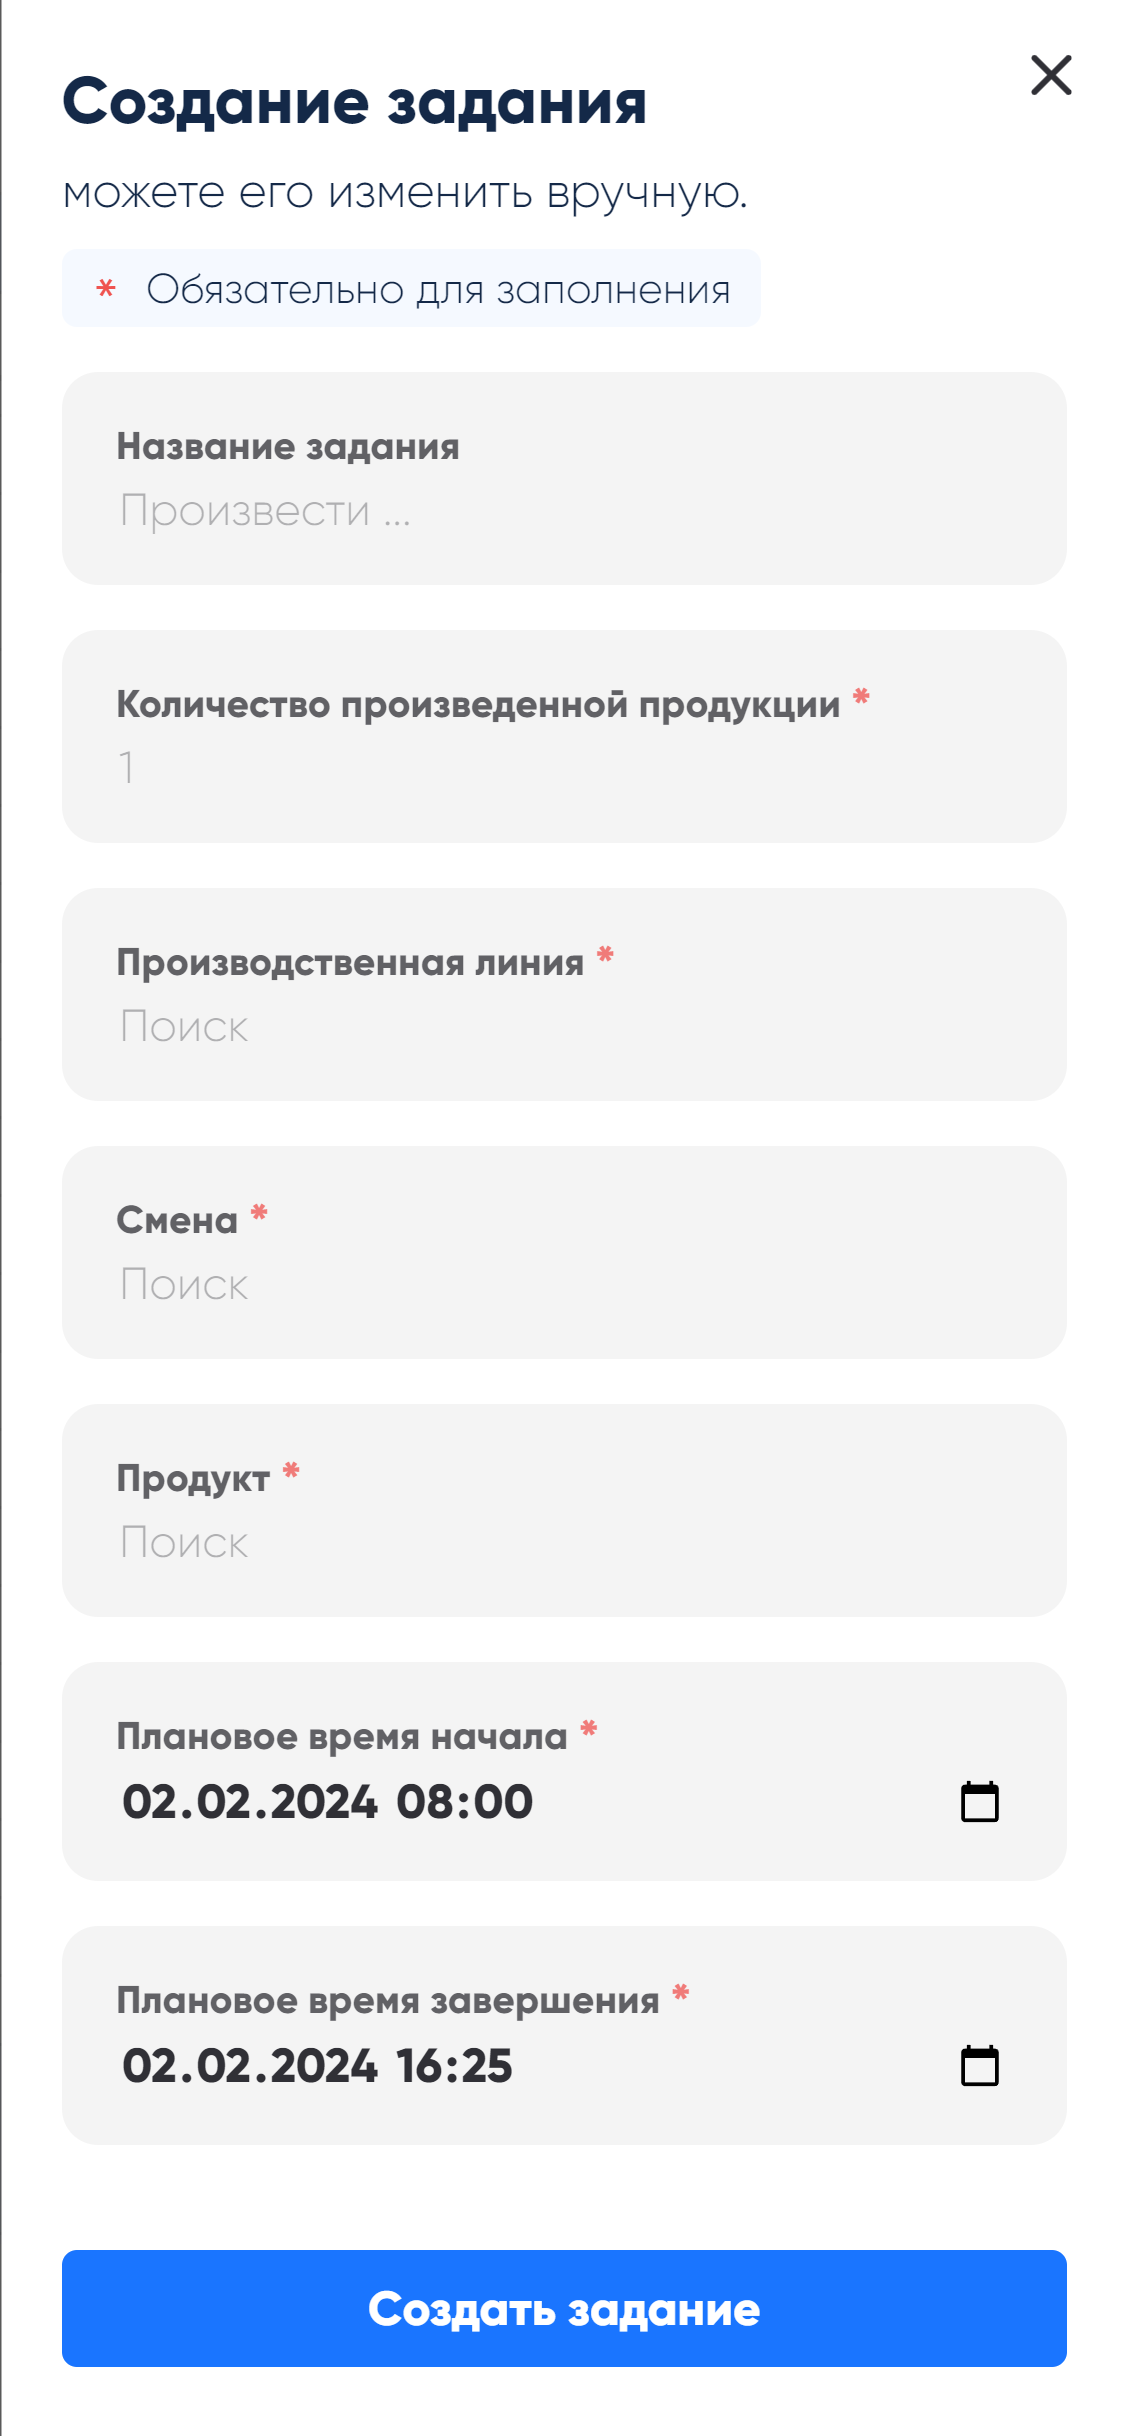 Создание задания
можете его изменить вручную.
* Обязательно для заполнения
Название задания
Произвести ...
Количество произведенной продукции *
1
Производственная линия *
Поиск
Смена *
Поиск
Продукт *
Поиск
Плановое время начала *
02.02.2024 08:00
Плановое время завершения *
02.02.2024 16:25
Создать задание